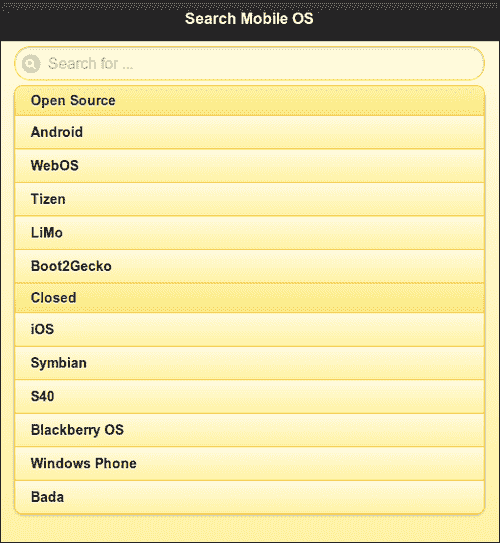 Search Mobile OS
Search for ...
Open Source
Android
WebOS
Tizen
LiMo
Boot2Gecko
Closed
iOS
Symbian
S40
Blackberry OS
Windows Phone
Bada